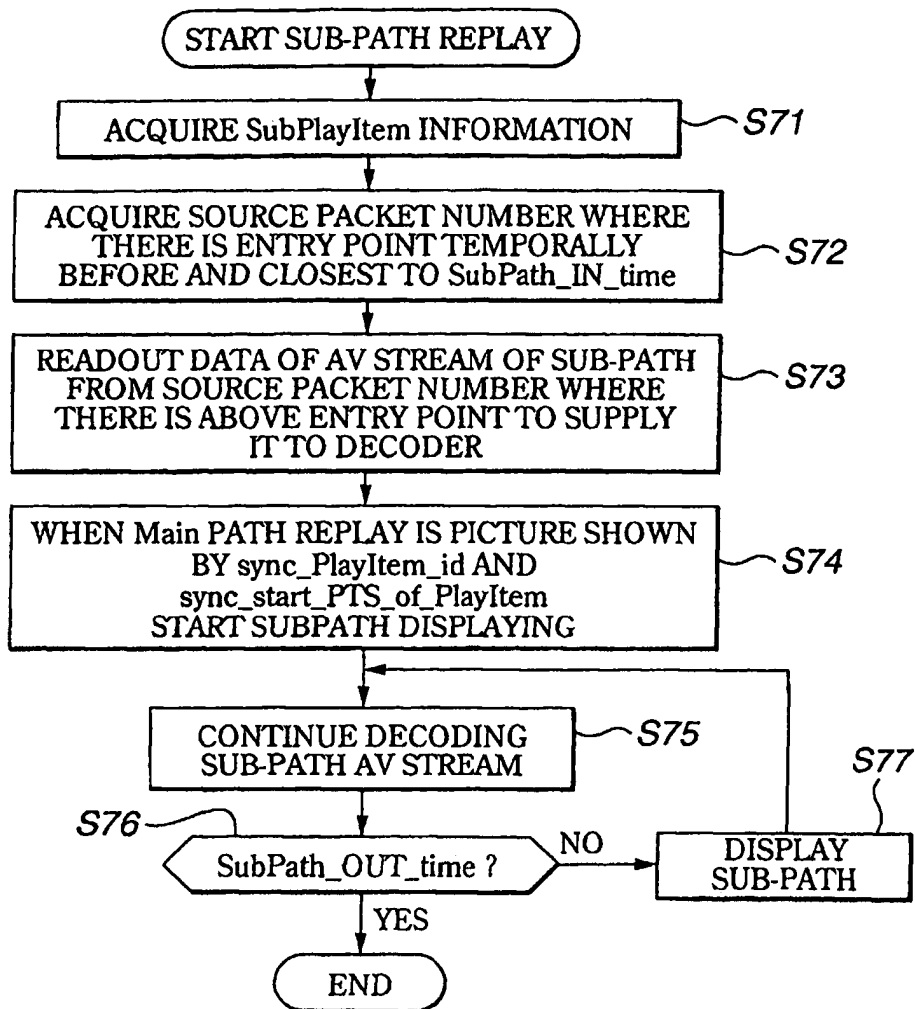 START SUB-PATH REPLAY
ACQUIRE SubPlayItem INFORMATION
S71
ACQUIRE SOURCE PACKET NUMBER WHERE
THERE IS ENTRY POINT TEMPORALLY
BEFORE AND CLOSEST TO SubPath_IN_time
S72
READOUT DATA OF AV STREAM OF SUB-PATH
FROM SOURCE PACKET NUMBER WHERE
THERE IS ABOVE ENTRY POINT TO SUPPLY
IT TO DECODER
S73
WHEN Main PATH REPLAY IS PICTURE SHOWN
BY sync_PlayItem_id AND
sync_start_PTS_of_PlayItem
START SUBPATH DISPLAYING
S74
CONTINUE DECODING
SUB-PATH AV STREAM
S75
S76
SubPath_OUT_time ?
NO
S77
DISPLAY
SUB-PATH
YES
END